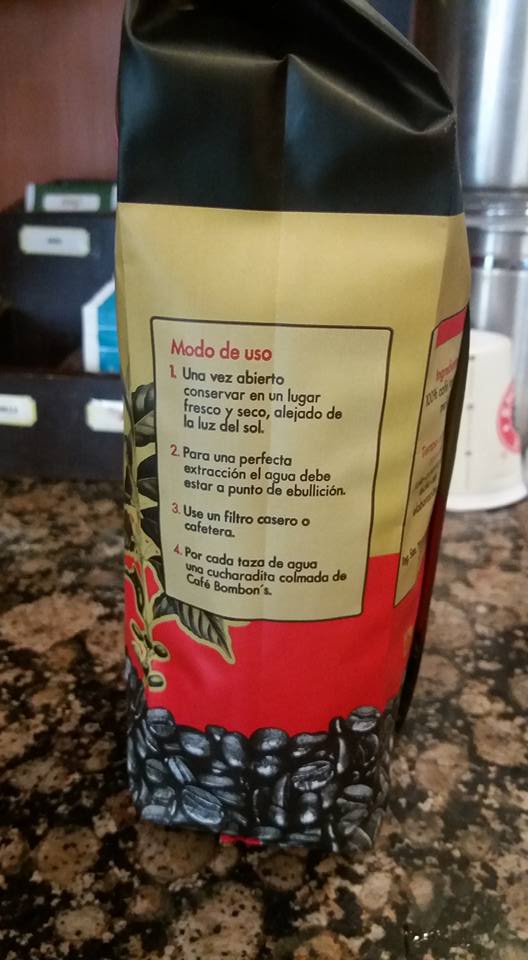 Modo de uso
1. Una vez abierto
conservar en un lugar
fresco y seco, alejado de
la luz del sol.
2. Para una perfecta
extracción el agua debe
estar a punto de ebullición.
3. Use un filtro casero o
cafetera.
4. Por cada taza de agua
una cucharadita colmada de
Café Bombon´s.
100% café